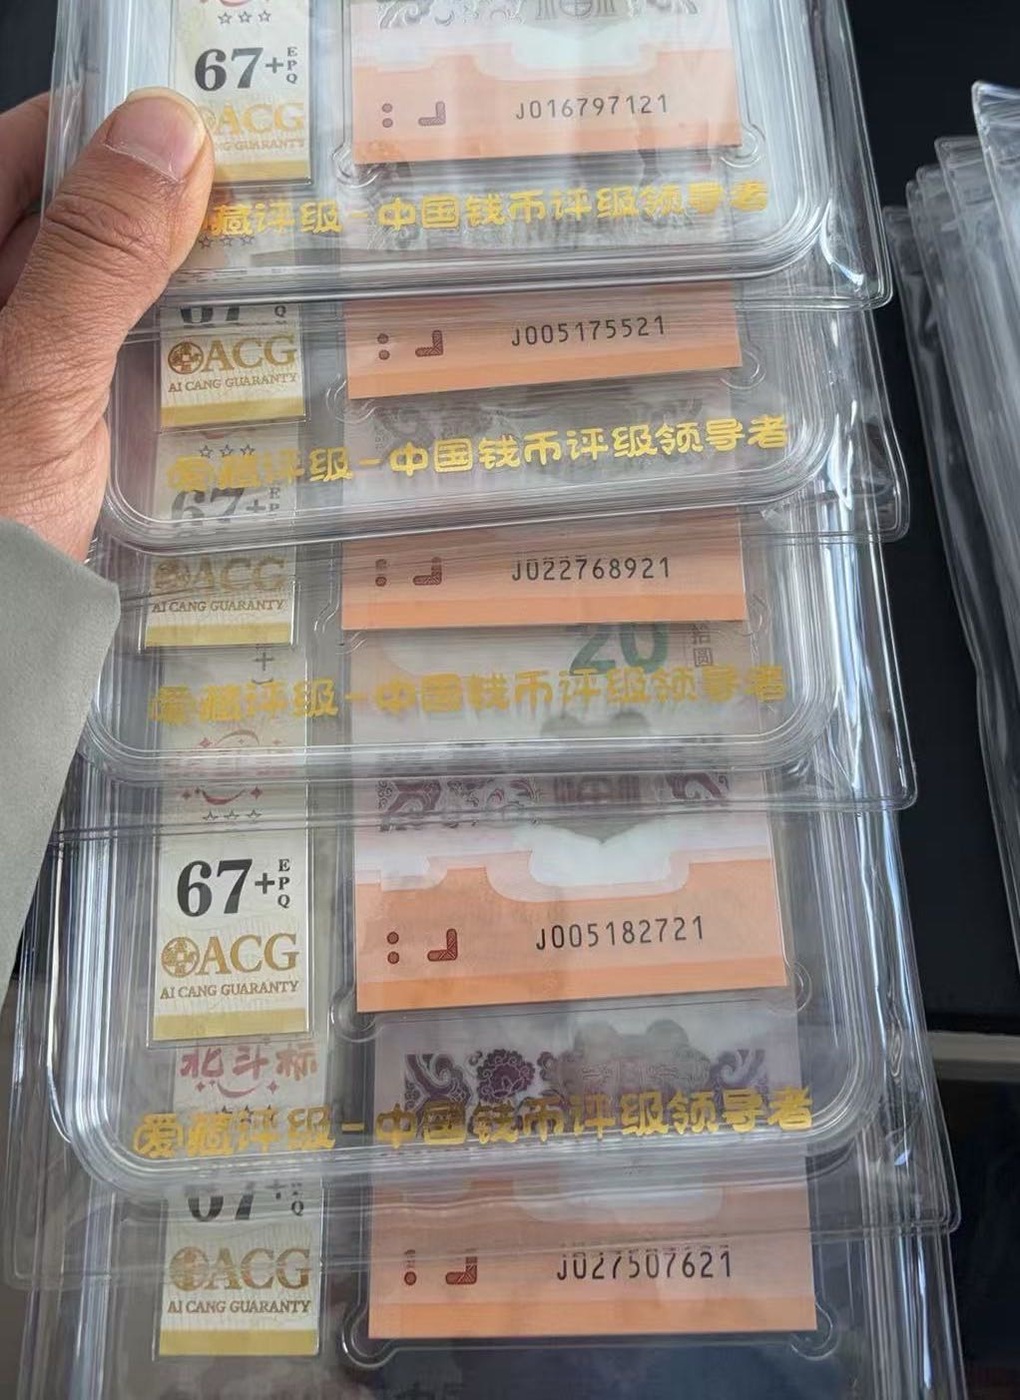 ☆☆☆
67+EPQ
ACG
GUARANTY
J016797121
藏评级-中国钱币评级领导者
67
Q
ACG
AI CANG GUARANTY
J005175521
爱藏评级-中国钱币评级领导者
☆☆☆
67+EP
ACG
AI CANG GUARANTY
J022768921
20
拾圆
爱藏评级-中国钱币评级领导者
☆☆☆
67+EPQ
ACG
AI CANG GUARANTY
J005182721
北斗标
爱藏评级-中国钱币评级领导者
67+PQ
ACG
AI CANG GUARANTY
J027507621